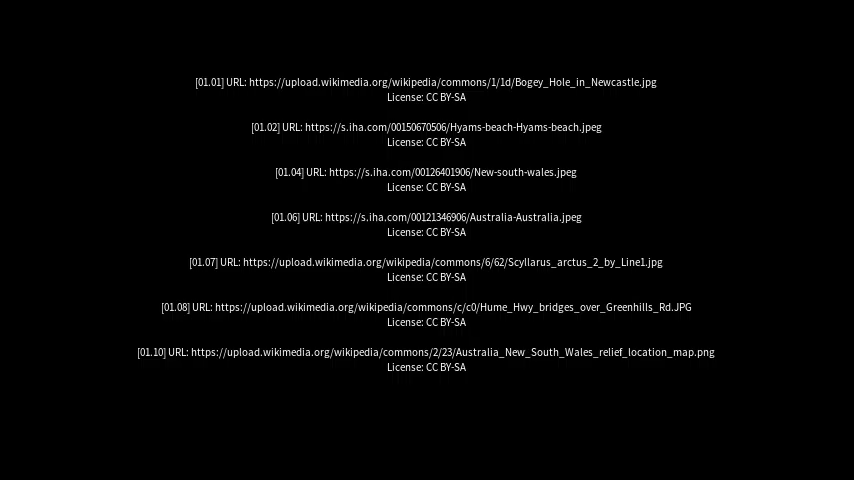 [01.01] URL: https://upload.wikimedia.org/wikipedia/commons/1/1d/Bogey_Hole_in_Newcastle.jpg
License: CC BY-SA
[01.02] URL: https://s.iha.com/00150670506/Hyams-beach-Hyams-beach.jpeg
License: CC BY-SA
[01.04] URL: https://s.iha.com/00126401906/New-south-wales.jpeg
License: CC BY-SA
[01.06] URL: https://s.iha.com/00121346906/Australia-Australia.jpeg
License: CC BY-SA
[01.07] URL: https://upload.wikimedia.org/wikipedia/commons/6/62/Scyllarus_arctus_2_by_Line1.jpg
License: CC BY-SA
[01.08] URL: https://upload.wikimedia.org/wikipedia/commons/c/c0/Hume_Hwy_bridges_over_Greenhills_Rd.JPG
License: CC BY-SA
[01.10] URL: https://upload.wikimedia.org/wikipedia/commons/2/23/Australia_New_South_Wales_relief_location_map.png
License: CC BY-SA